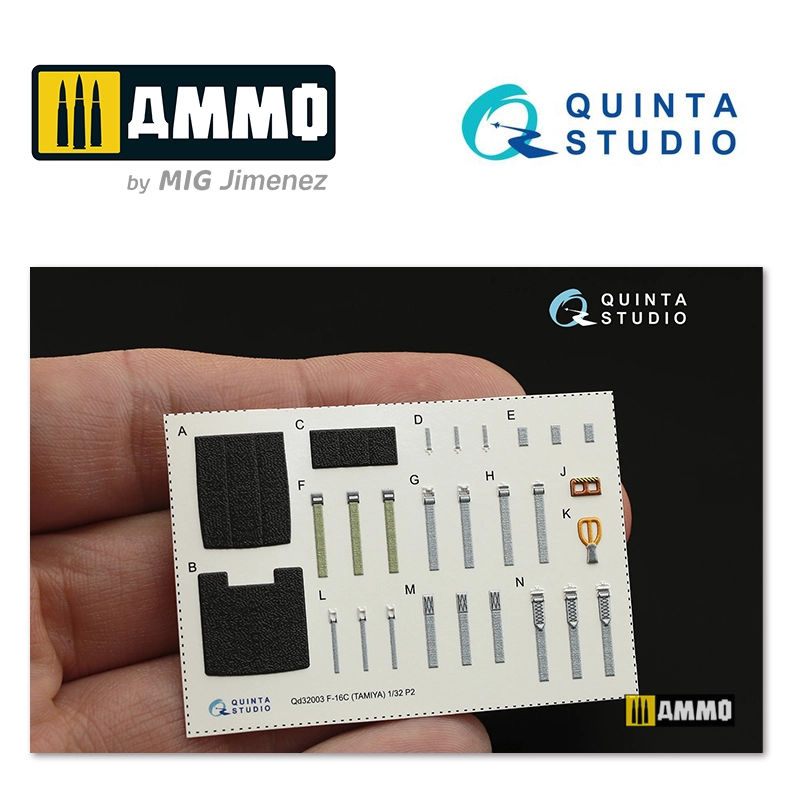 AMMO
by MIG Jimenez
QUINTA
STUDIO
QUINTA
STUDIO
A
C
D
E
F
G
H
J
K
B
L
M
N
QUINTA
STUDIO
Qd32003 F-16C (TAMIYA) 1/32 P2
AMMO